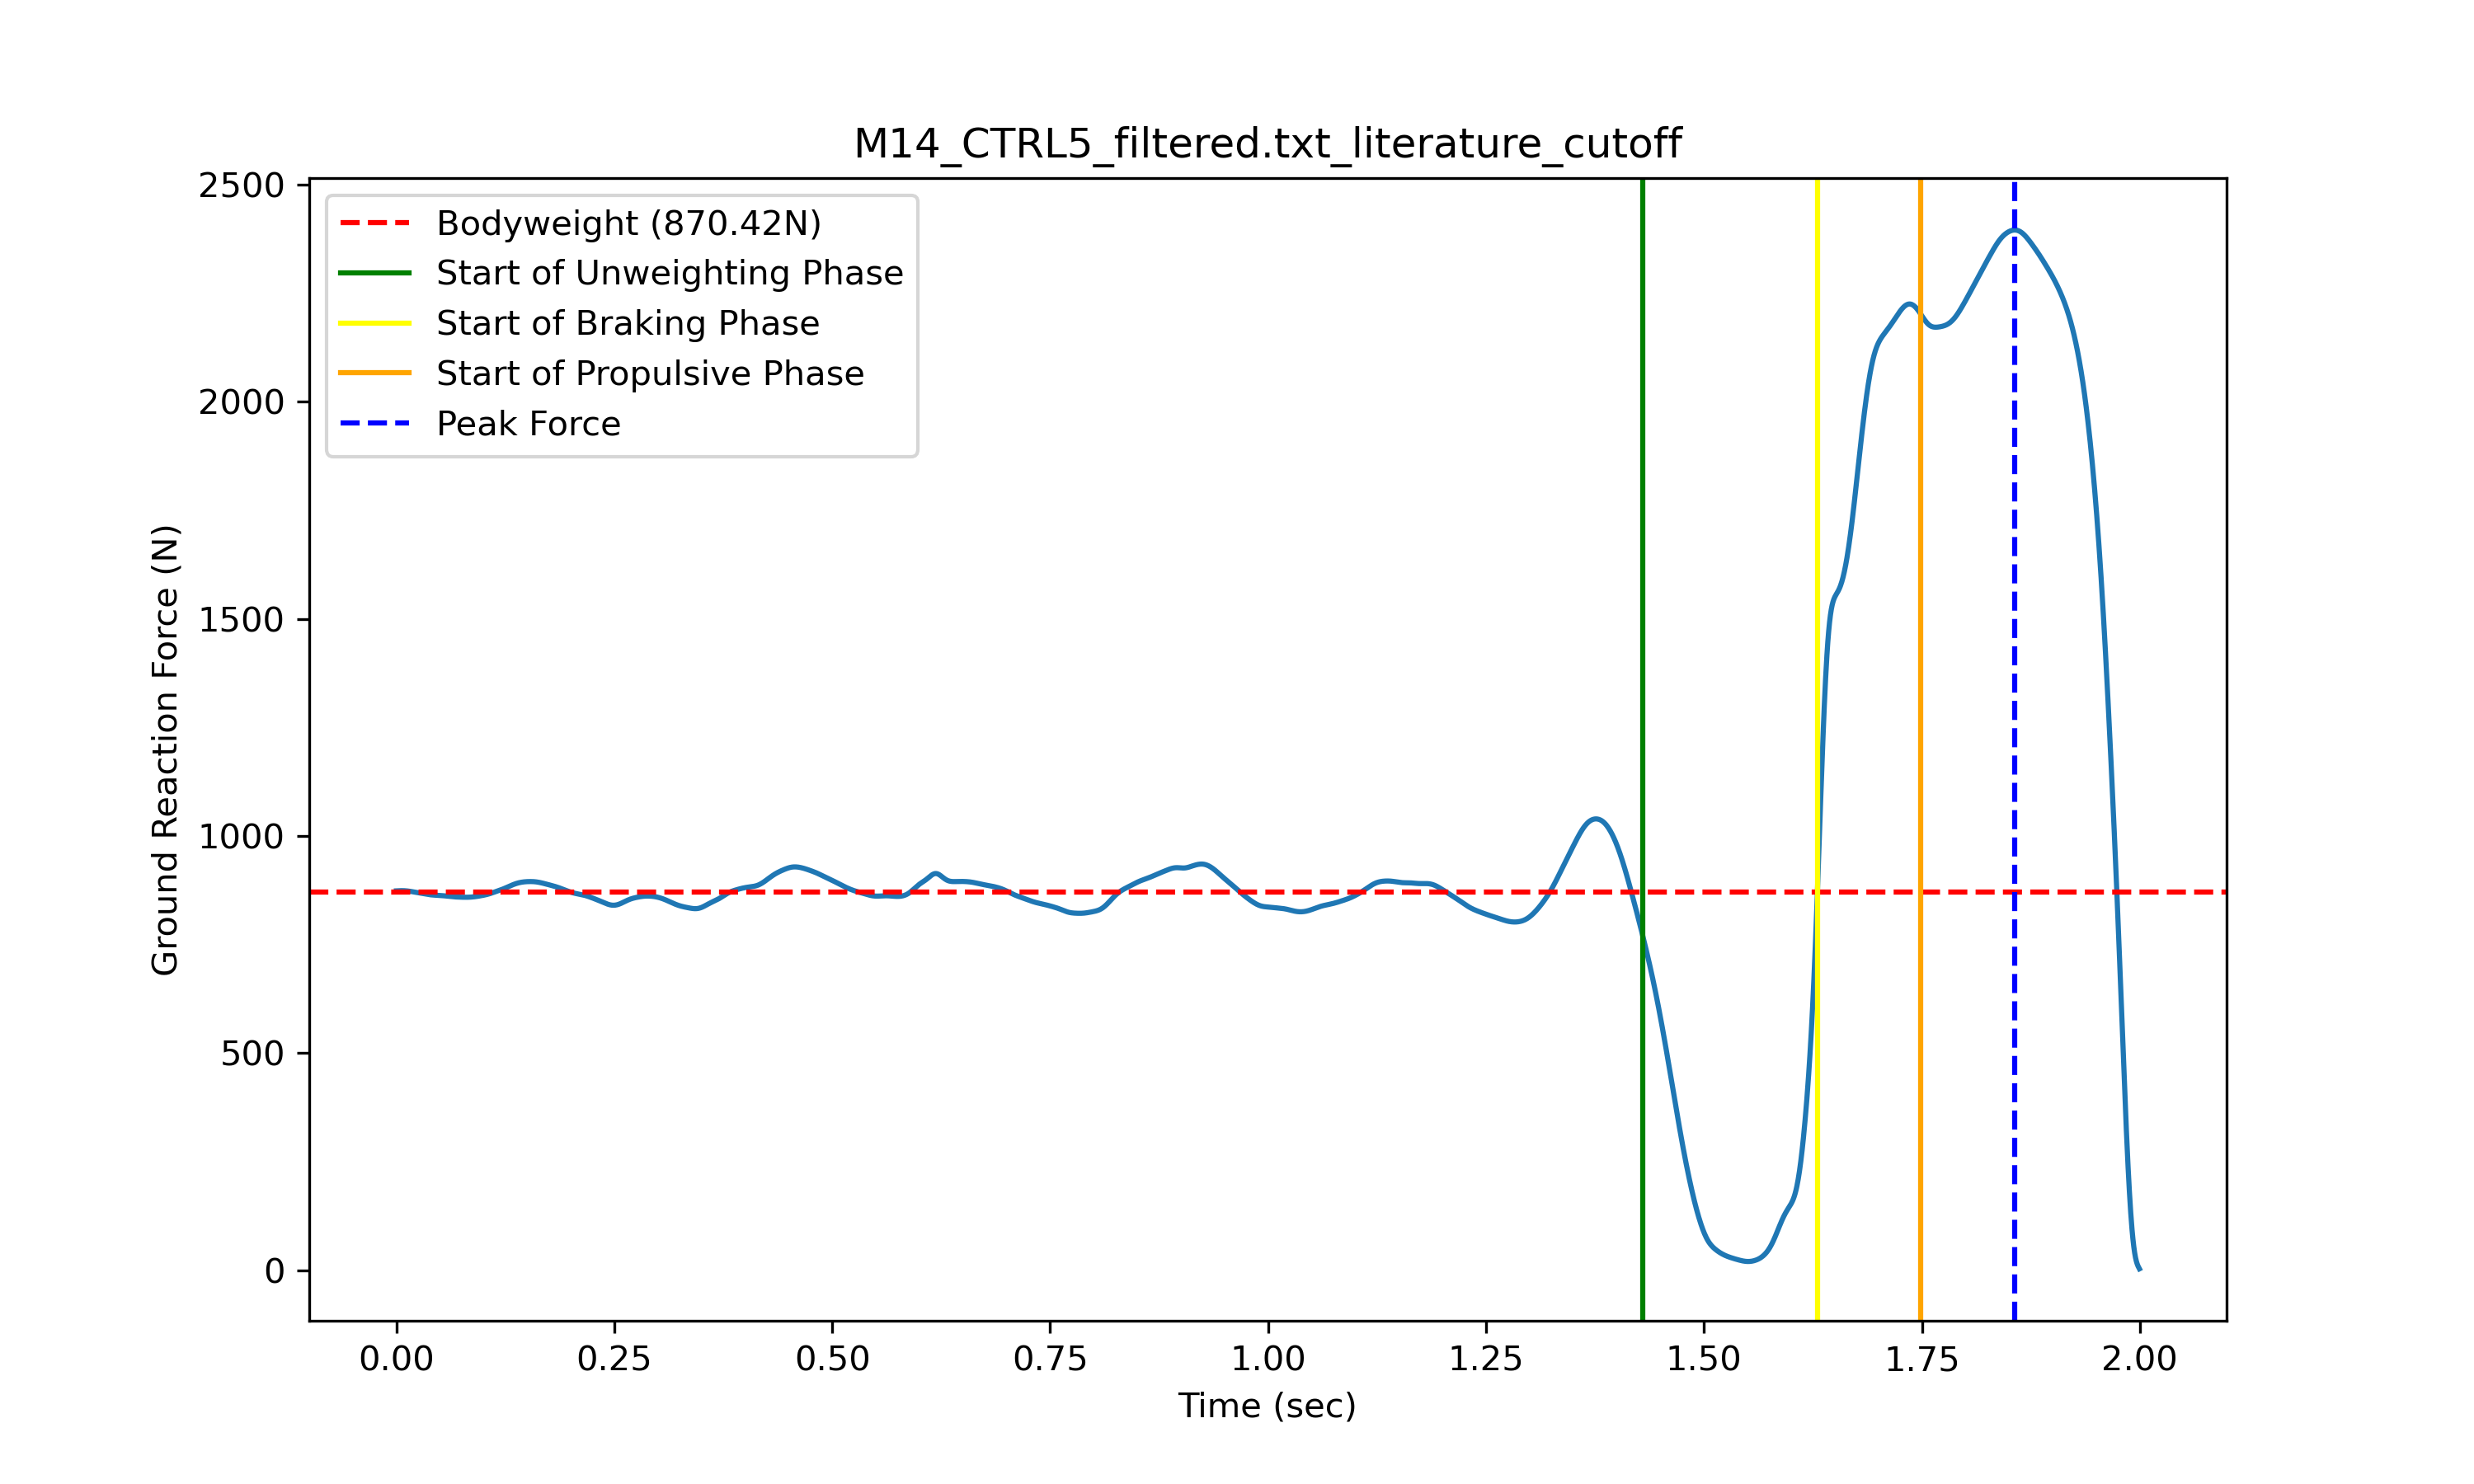 M14_CTRL5_filtered.txt_literature_cutoff
2500
2000
1500
1000
500
0
Ground Reaction Force (N)
Bodyweight (870.42N)
Start of Unweighting Phase
Start of Braking Phase
Start of Propulsive Phase
Peak Force
0.00 0.25 0.50 0.75 1.00 1.25 1.50 1.75 2.00
Time (sec)